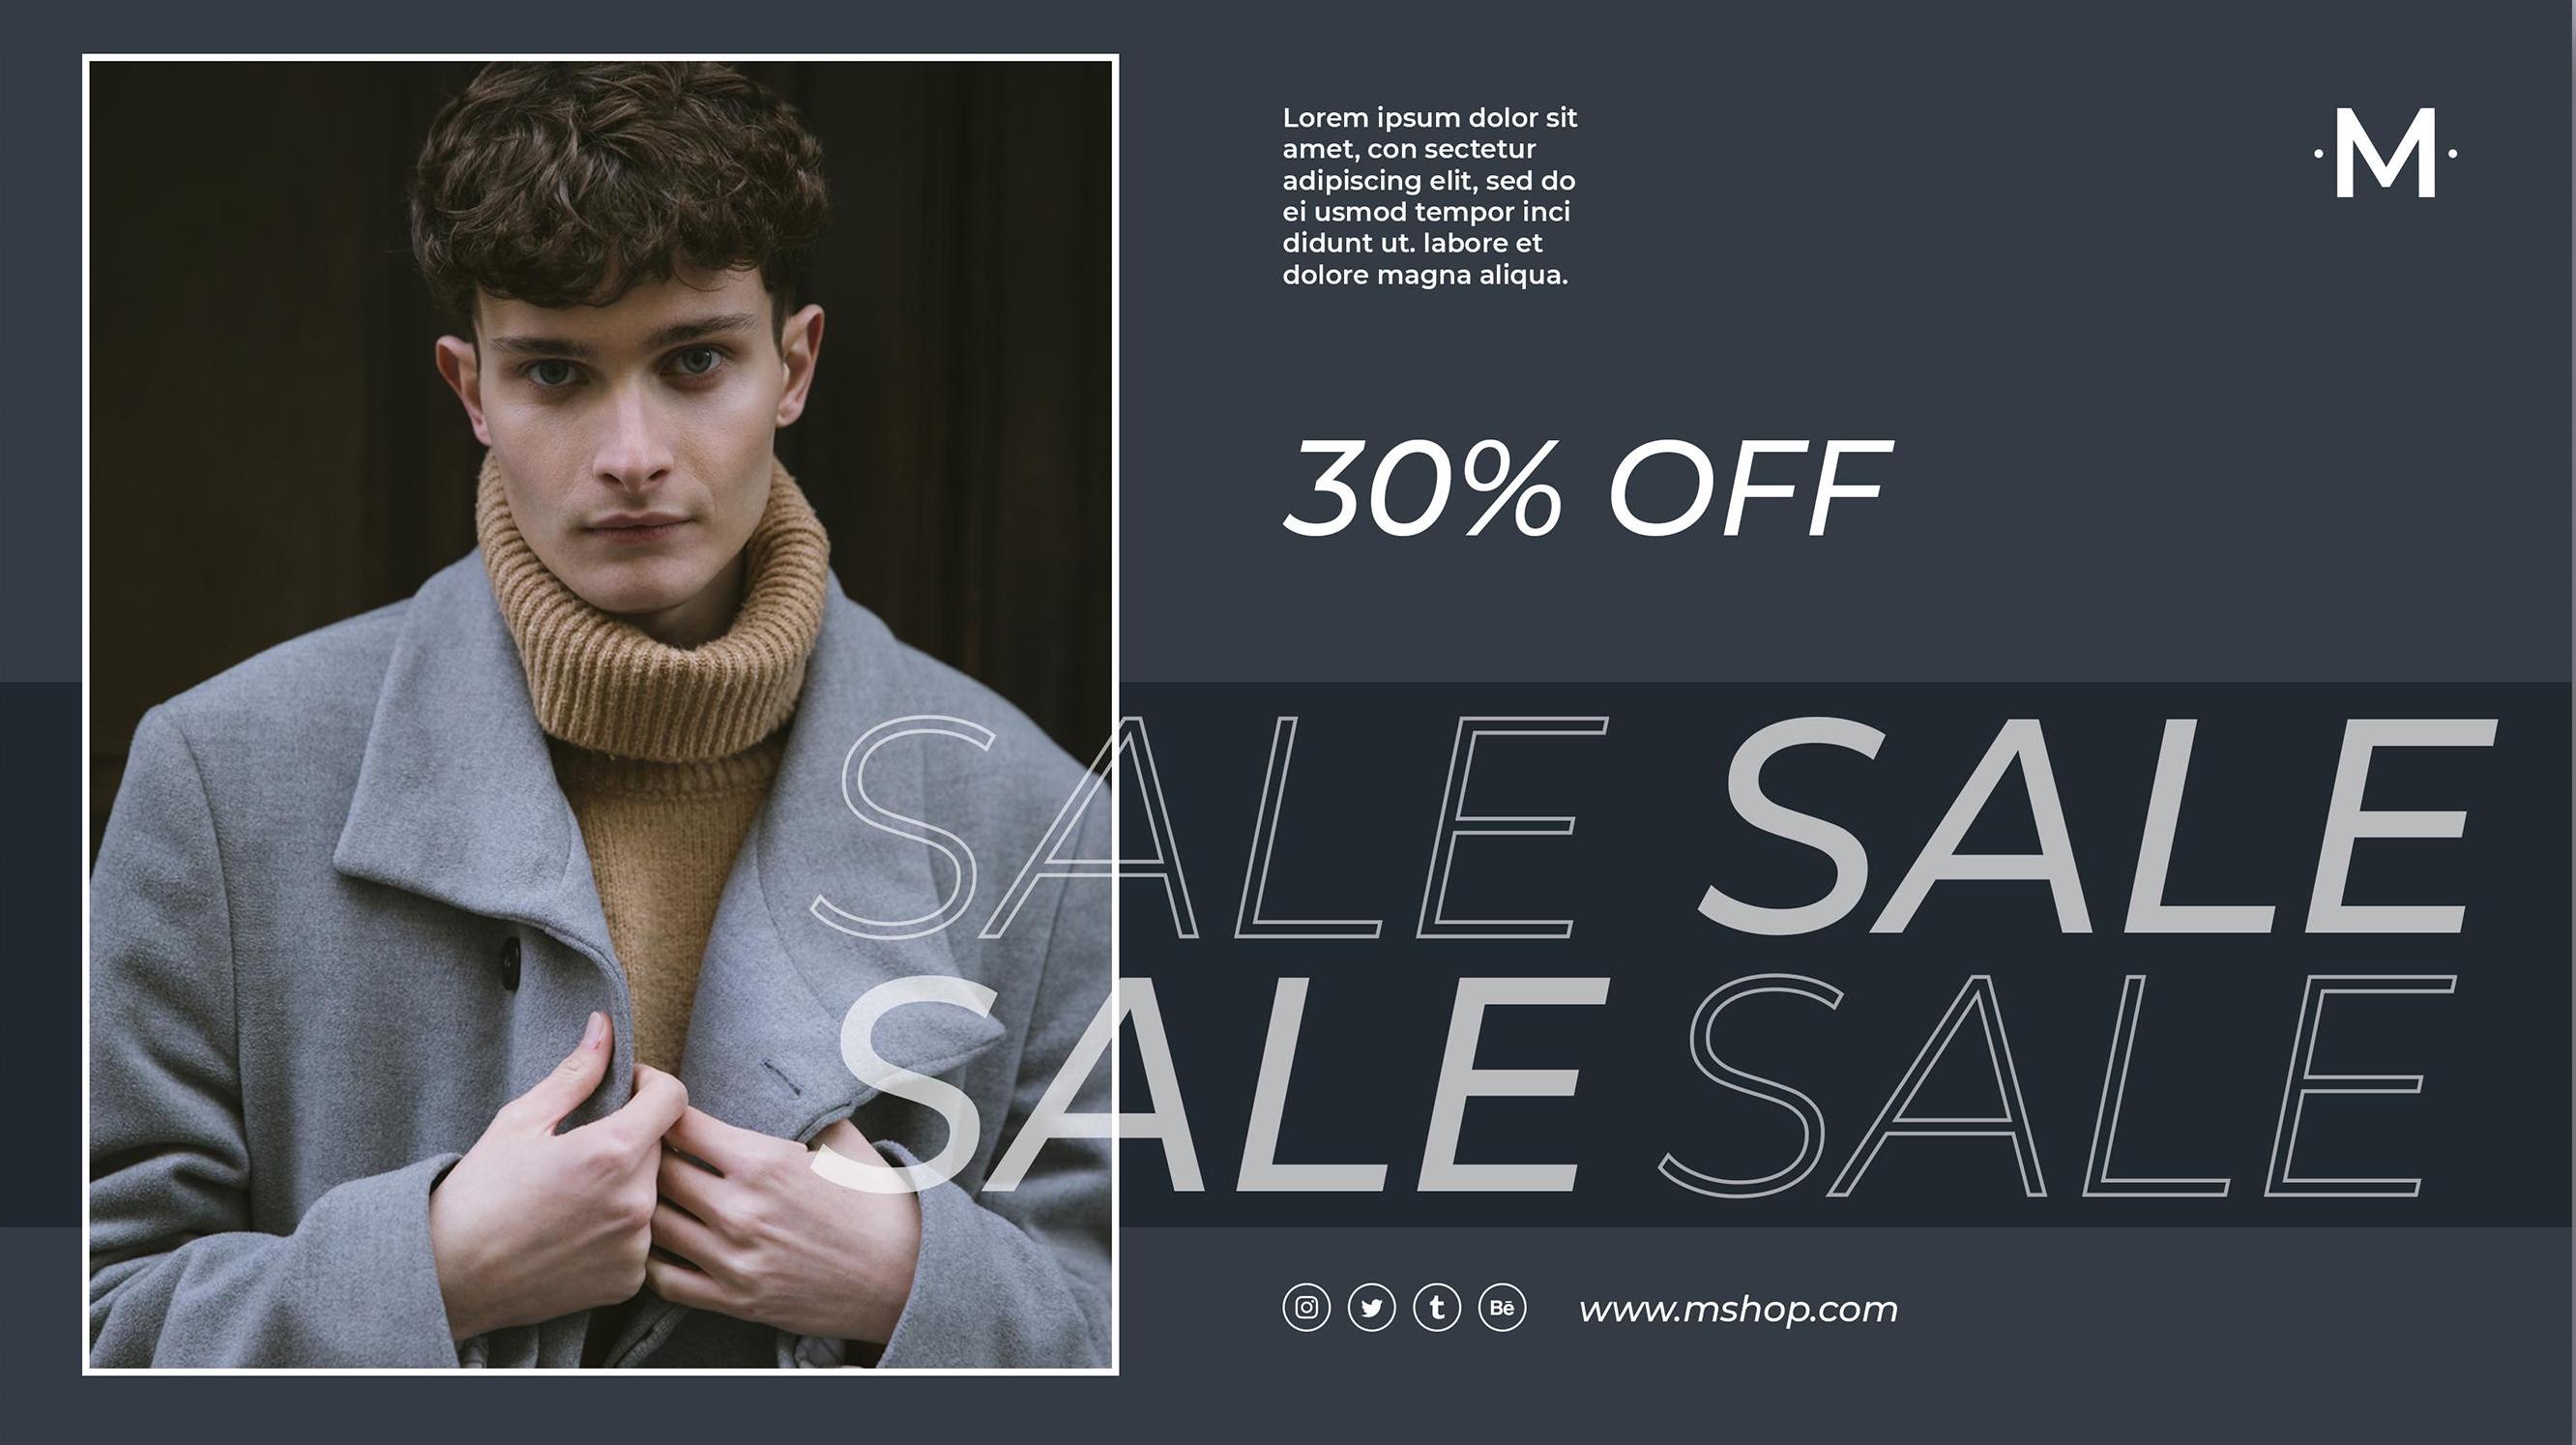 Lorem ipsum dolor sit
amet, con sectetur
adipiscing elit, sed do
ei usmod tempor inci
didunt ut. labore et
dolore magna aliqua.
·M·
30% OFF
SALE SALE
SALE SALE
Bē
www.mshop.com